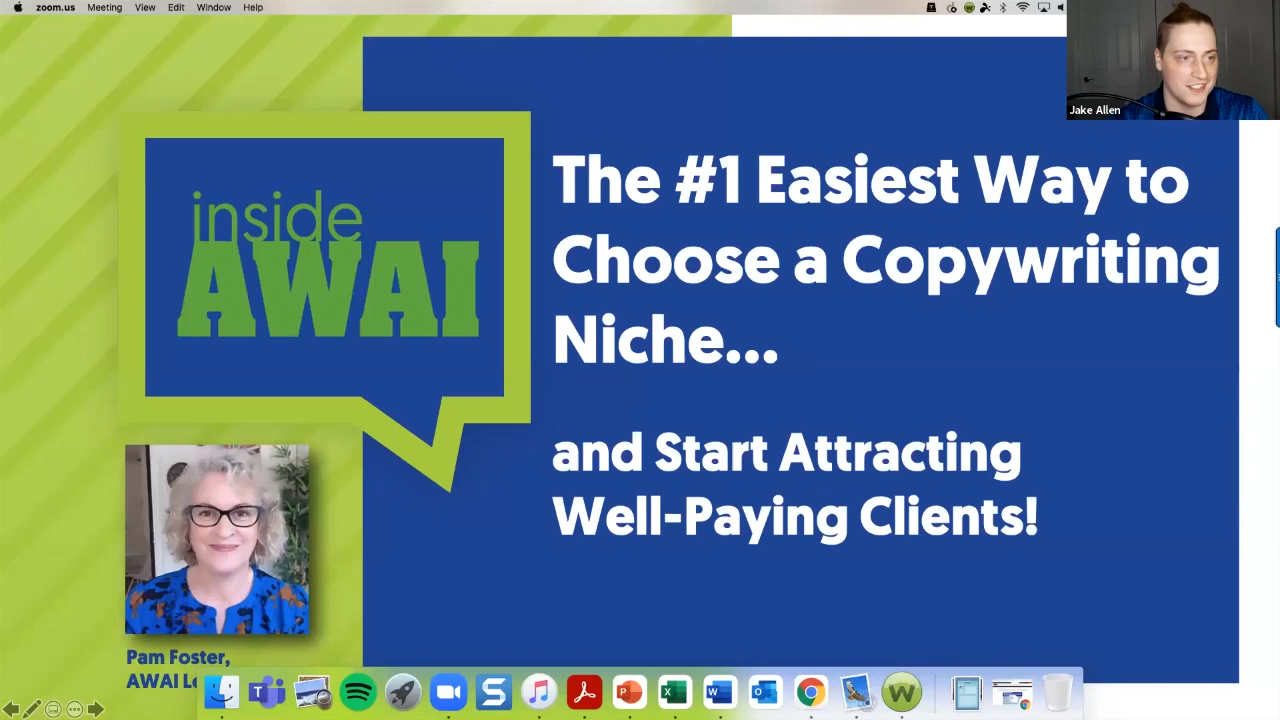 zoom.us Meeting View Edit Window Help
Jake Allen
inside
AWAI
The #1 Easiest Way to
Choose a Copywriting
Niche...
and Start Attracting
Well-Paying Clients!
Pam Foster,
AWAI